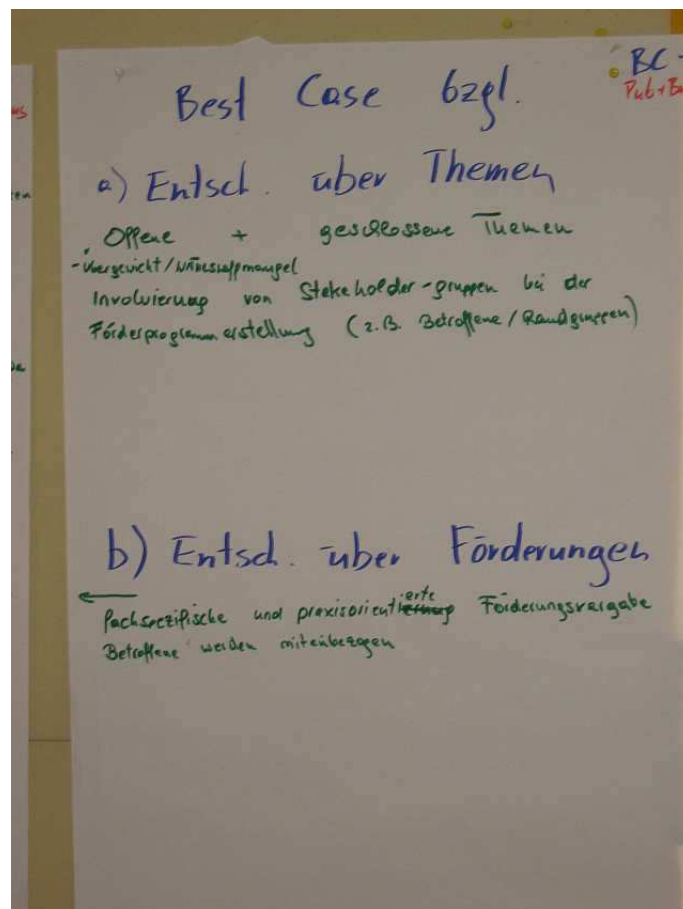 Best Case bzgl.
BC -
Pub + B
a) Entsch. über Themen
Offene + geschlossene Themen
- Übergewicht /
Involvierung von Stakeholder-gruppen bei der
Förderprogrammerstellung (z.B. Betroffene / Randgruppen)
b) Entsch. über Förderungen
Fachspezifische und praxisorientierte Förderungsvergabe
Betroffene werden miteinbezogen